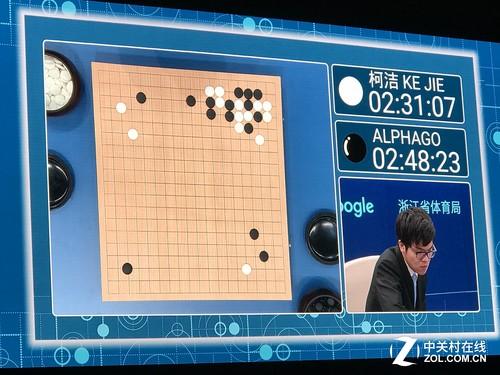 柯洁 KE JIE
02:31:07
ALPHAGO
02:48:23
oogle 浙江省体育局
中关村在线
ZOL.COM.CN